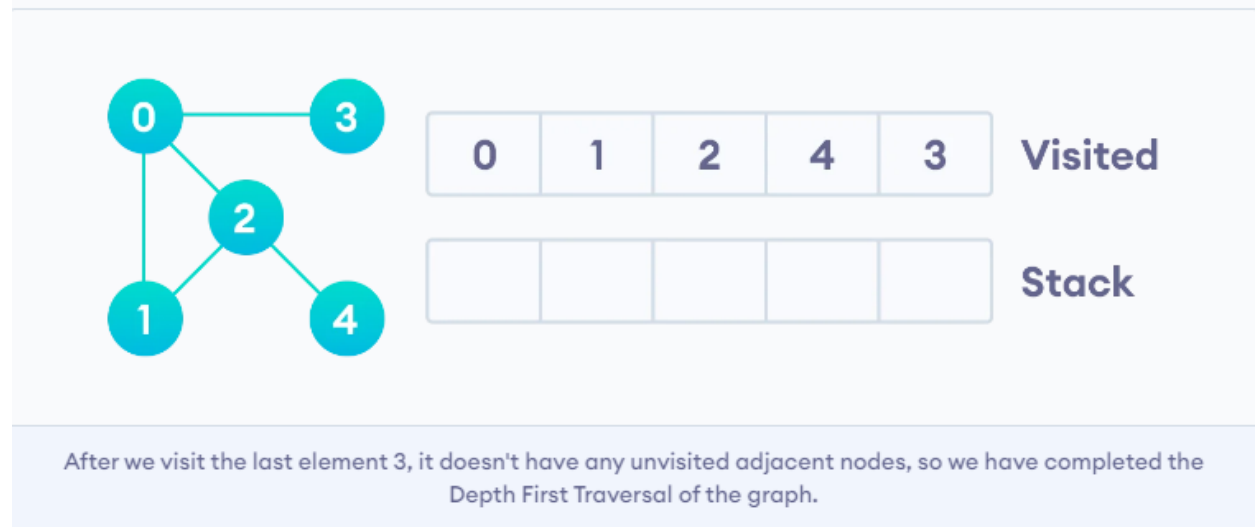 0 3
0 1 2 4 3 Visited
2
Stack
1 4
After we visit the last element 3, it doesn't have any unvisited adjacent nodes, so we have completed the
Depth First Traversal of the graph.